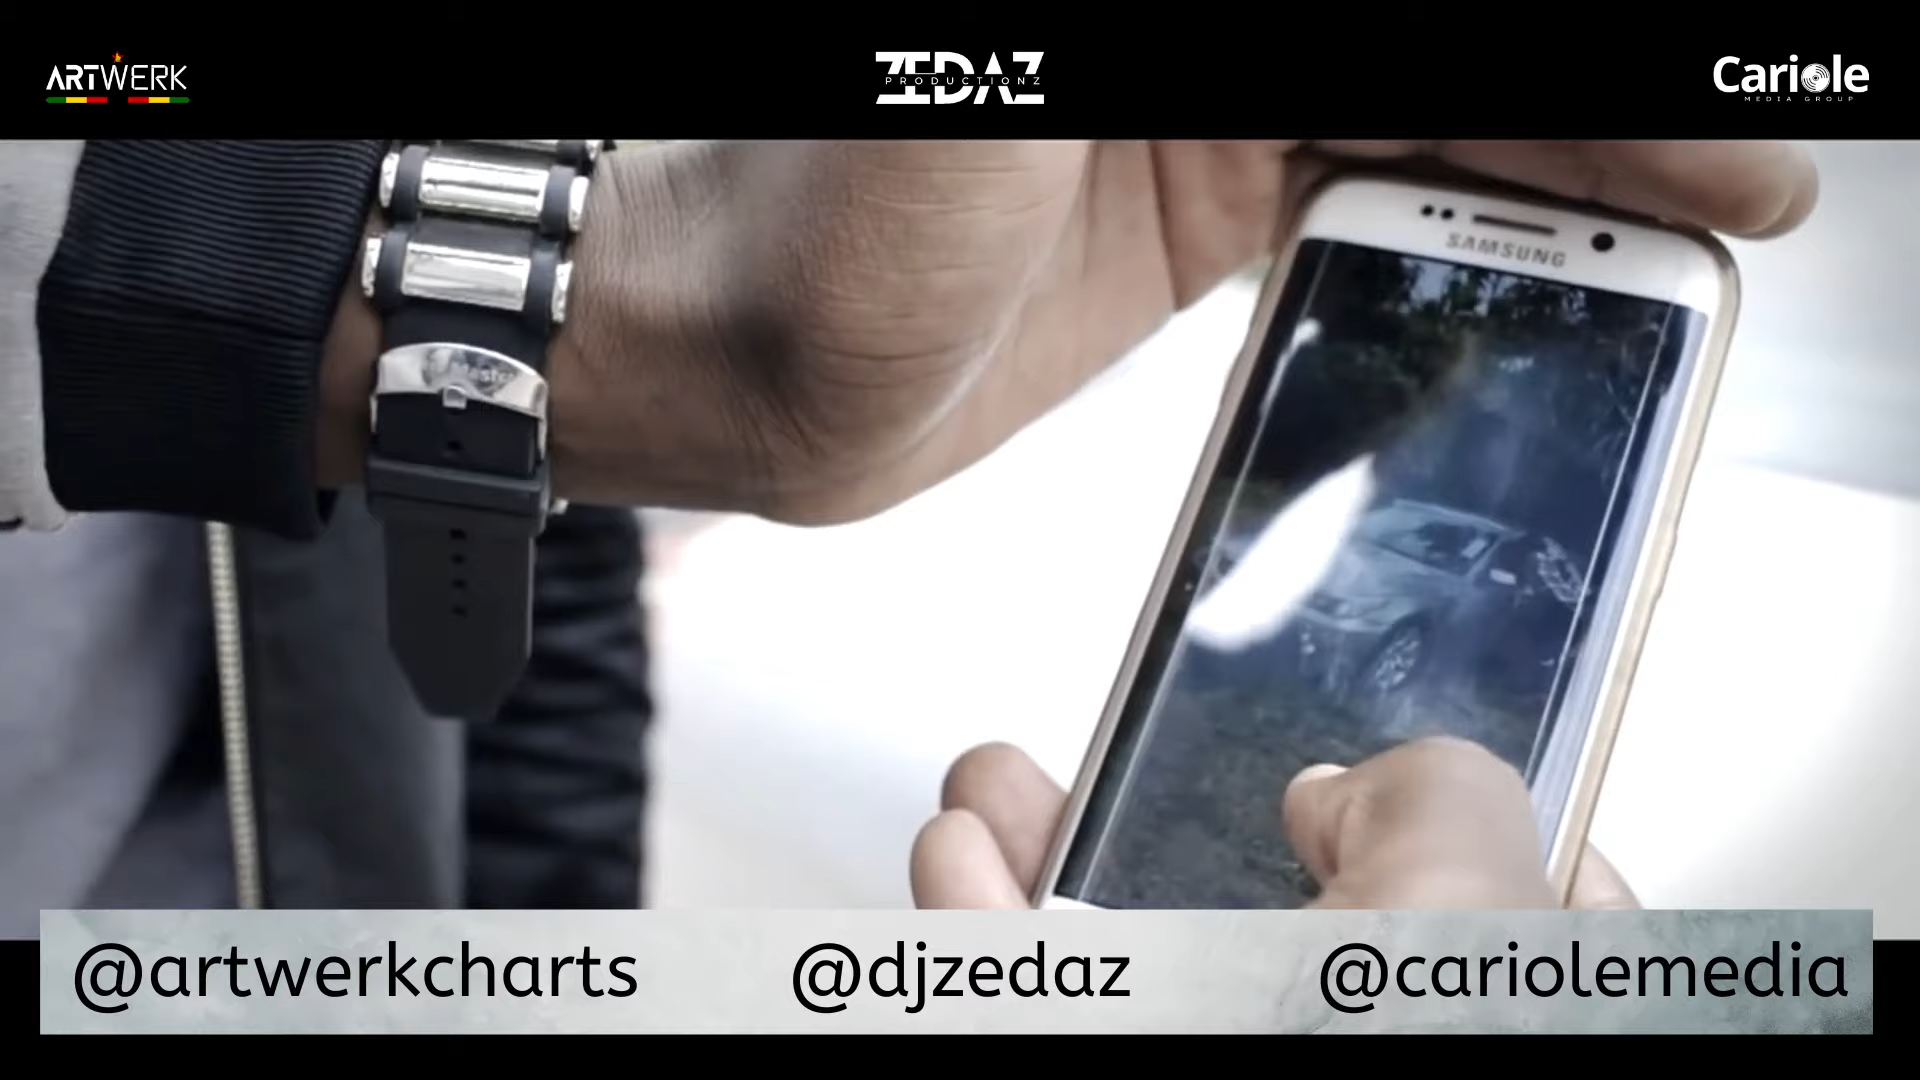 ARTWERK
ZEDAZ
PRODUCTIONZ
Cariole
MEDIA GROUP
SAMSUNG
@artwerkcharts @djzedaz @cariolemedia